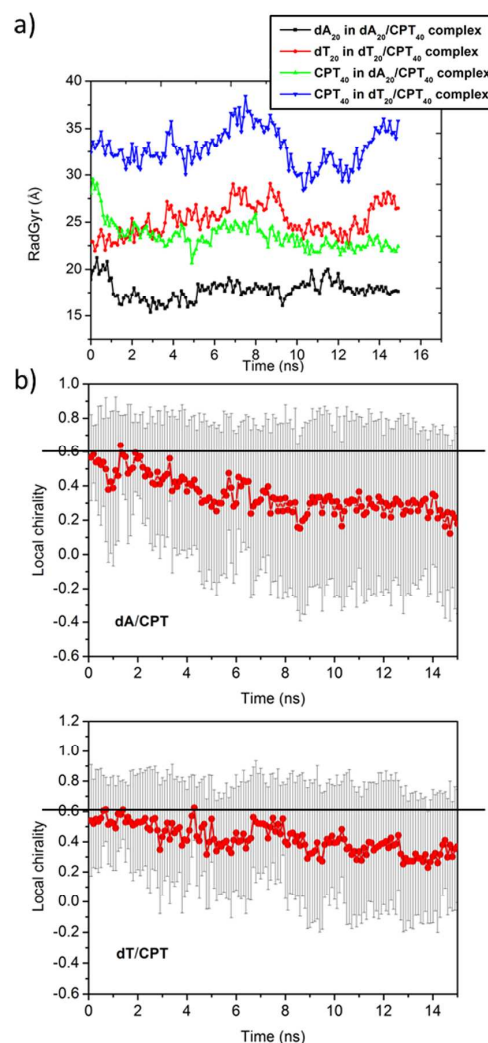 a)
dA20 in dA20/CPT40 complex
dT20 in dT20/CPT40 complex
CPT40 in dA20/CPT40 complex
CPT40 in dT20/CPT40 complex
40
35
30
25
20
15
RadGyr (Å)
0 2 4 6 8 10 12 14 16
Time (ns)
b)
1.0
0.8
0.6
0.4
0.2
0.0
-0.2
-0.4
-0.6
Local chirality
dA/CPT
0 2 4 6 8 10 12 14
Time (ns)
1.2
1.0
0.8
0.6
0.4
0.2
0.0
-0.2
-0.4
-0.6
Local chirality
dT/CPT
0 2 4 6 8 10 12 14
Time (ns)